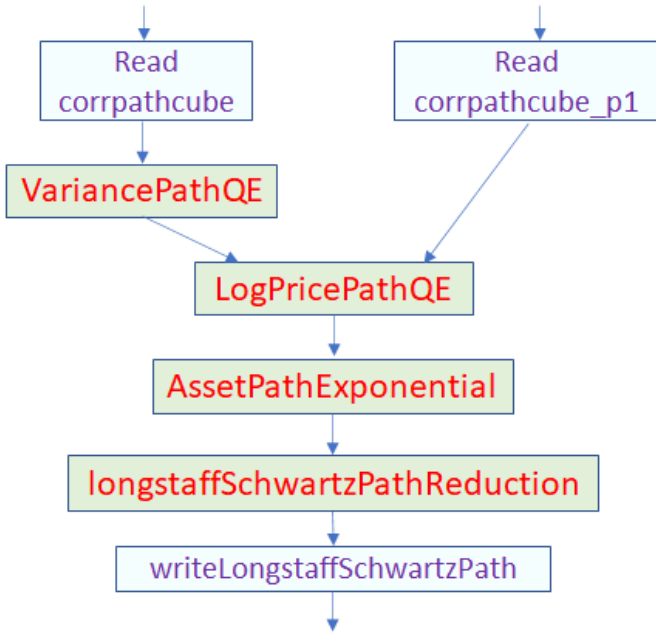 Read
corrpathcube
Read
corrpathcube_p1
VariancePathQE
LogPricePathQE
AssetPathExponential
longstaffSchwartzPathReduction
writeLongstaffSchwartzPath